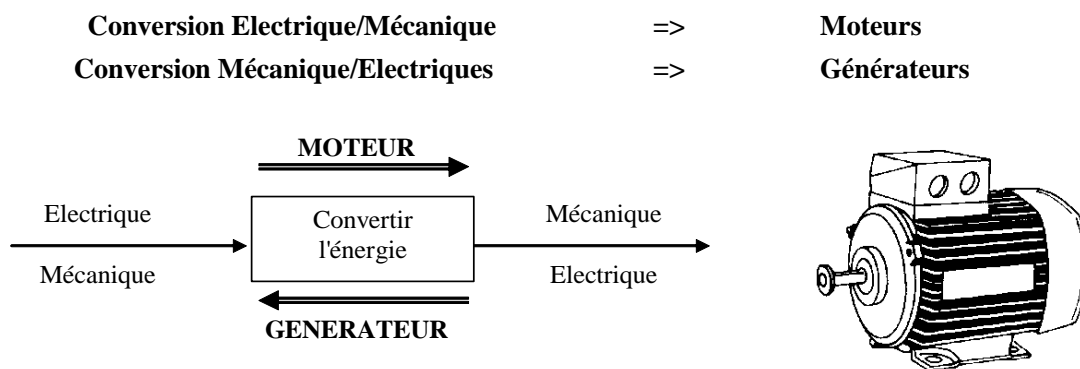 Conversion Electrique/Mécanique => Moteurs
Conversion Mécanique/Electriques => Générateurs
MOTEUR
Electrique
Mécanique
Convertir
l'énergie
Mécanique
Electrique
GENERATEUR